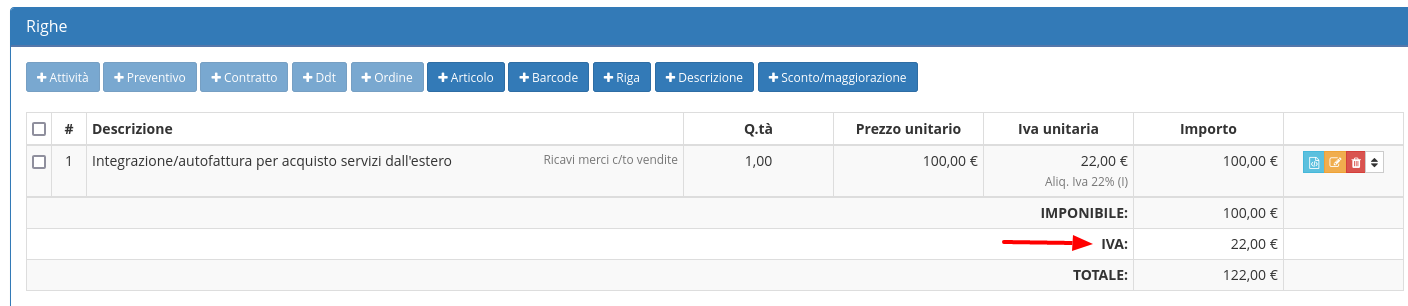 Righe
+ Attività + Preventivo + Contratto + Ddt + Ordine + Articolo + Barcode + Riga + Descrizione + Sconto/maggiorazione
# Descrizione Q.tà Prezzo unitario Iva unitaria Importo
1 Integrazione/autofattura per acquisto servizi dall'estero Ricavi merci c/to vendite 1,00 100,00 € 22,00 € 100,00 €
Aliq. Iva 22% (I)
IMPONIBILE: 100,00 €
IVA: 22,00 €
TOTALE: 122,00 €